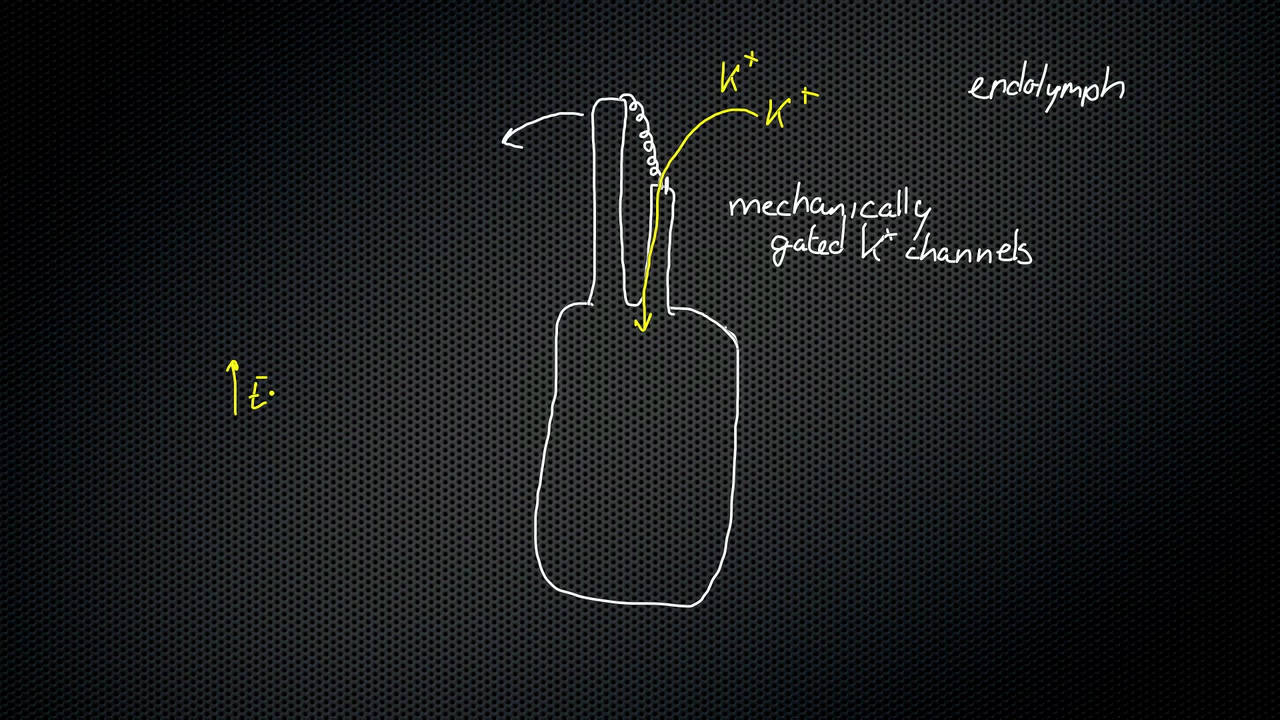 K⁺
endolymph
K⁺
mechanically
gated K⁺ channels
↑ E.